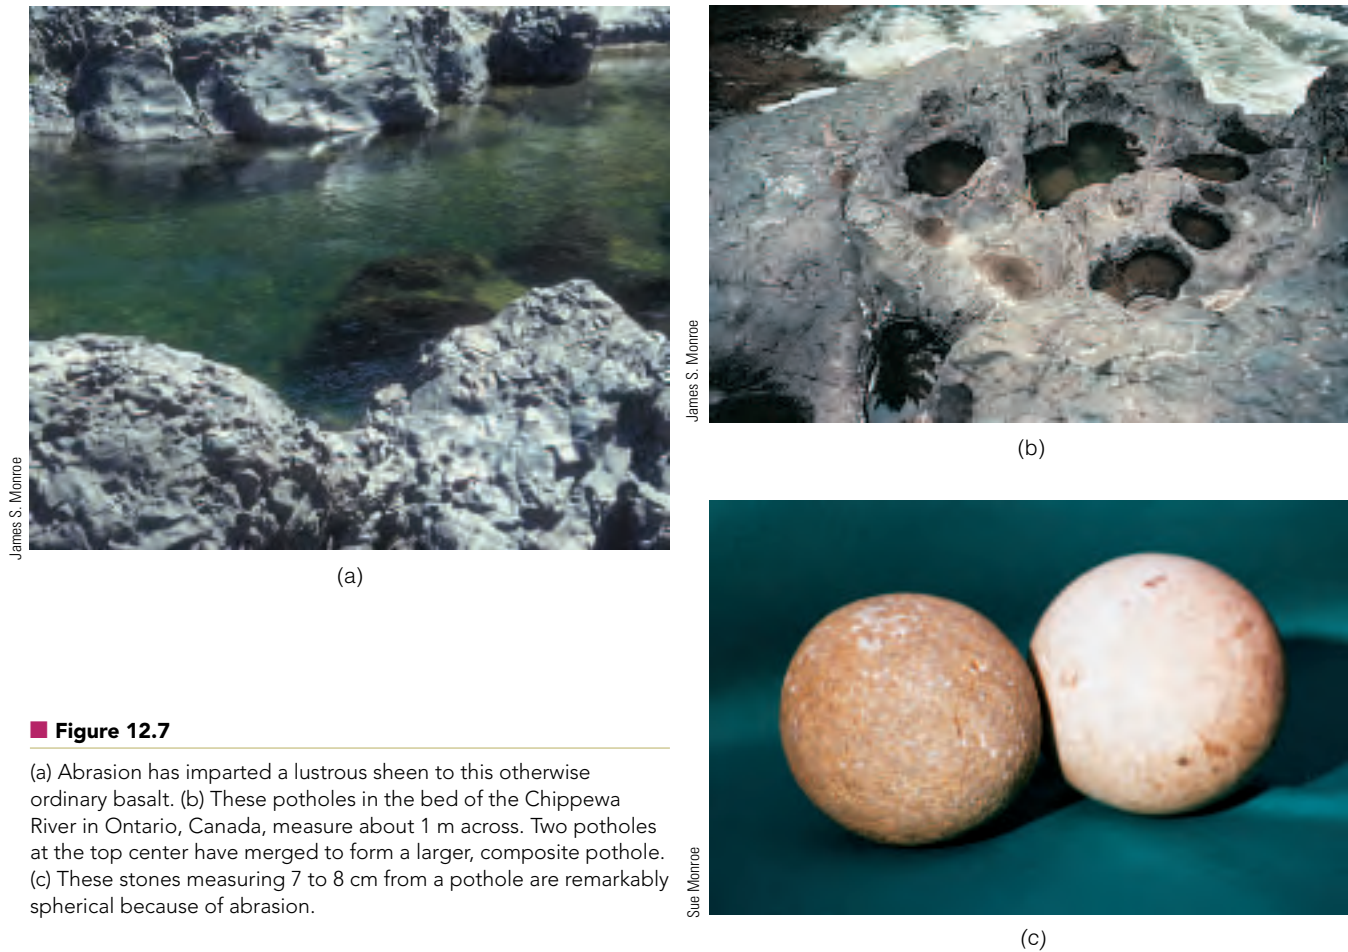 James S. Monroe
(a)
James S. Monroe
(b)
Sue Monroe
(c)
Figure 12.7
(a) Abrasion has imparted a lustrous sheen to this otherwise
ordinary basalt. (b) These potholes in the bed of the Chippewa
River in Ontario, Canada, measure about 1 m across. Two potholes
at the top center have merged to form a larger, composite pothole.
(c) These stones measuring 7 to 8 cm from a pothole are remarkably
spherical because of abrasion.